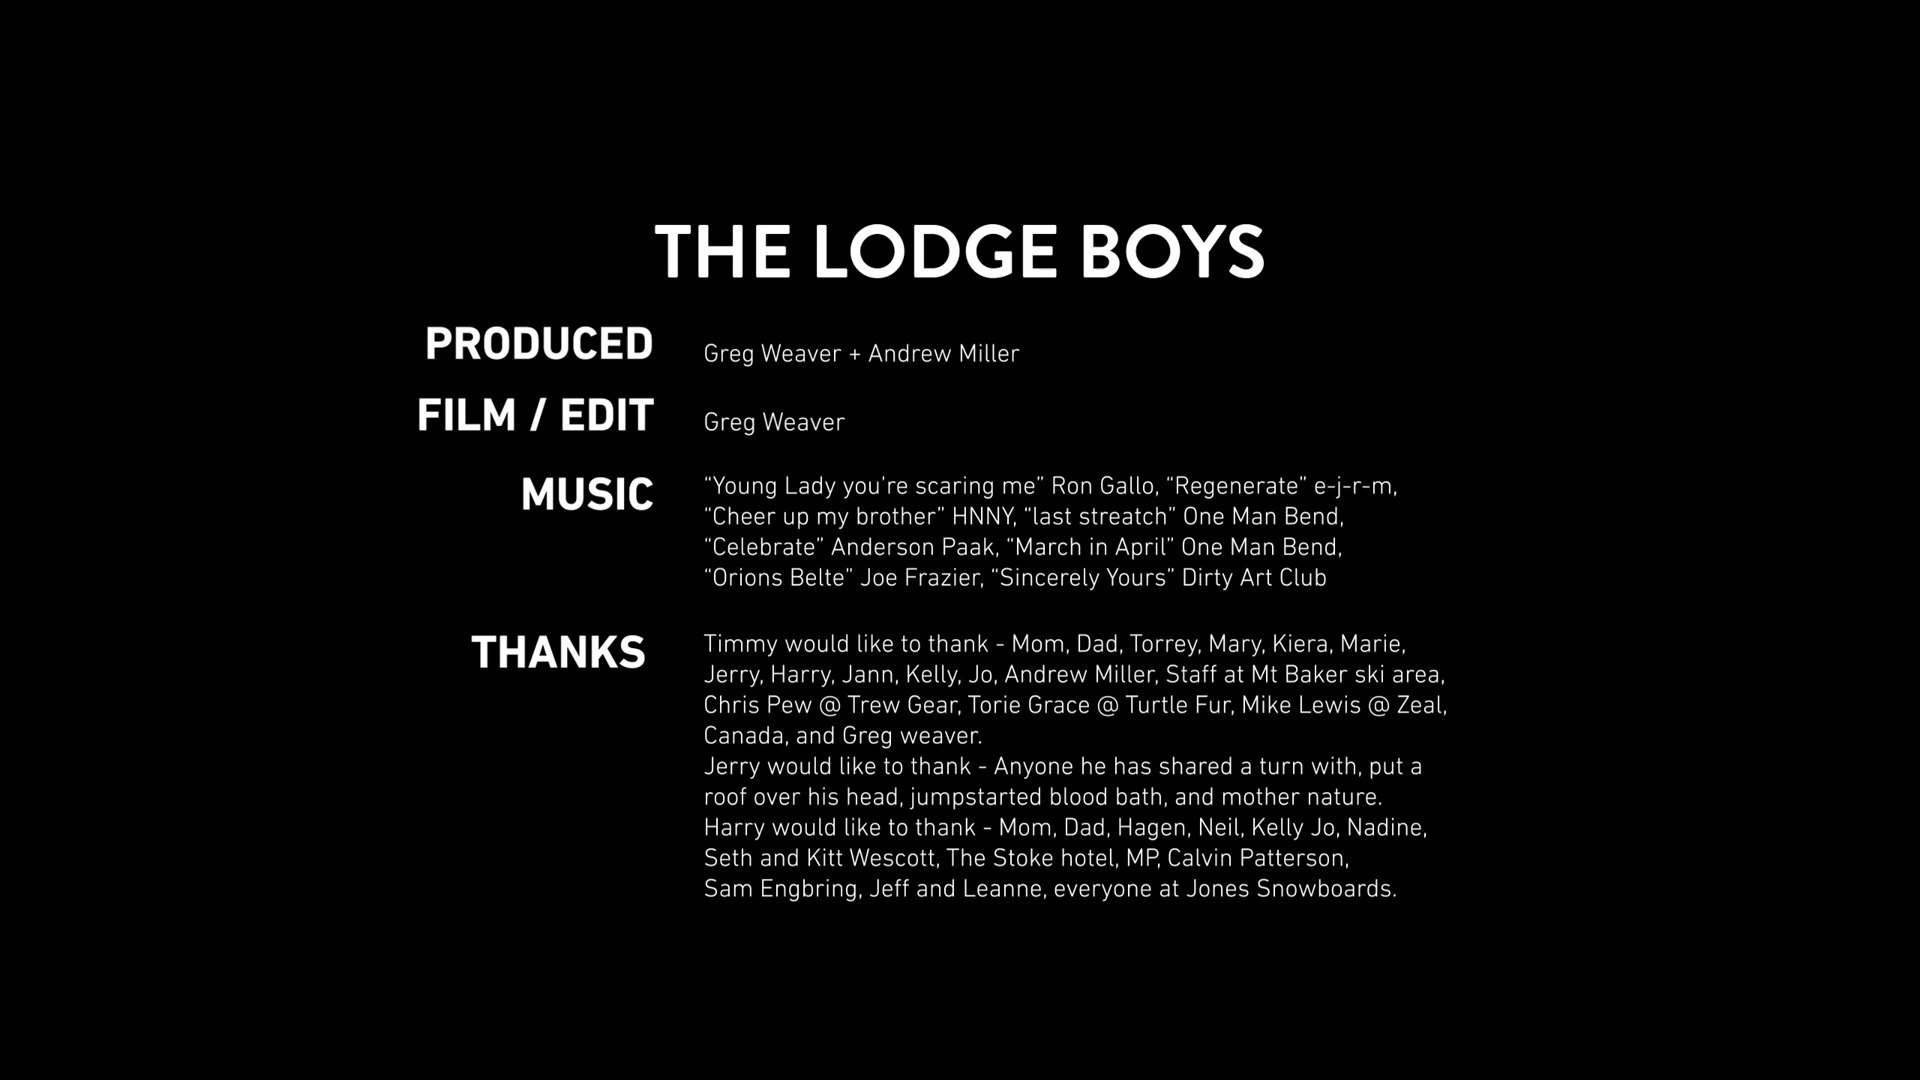 THE LODGE BOYS
PRODUCED
Greg Weaver + Andrew Miller
FILM / EDIT
Greg Weaver
MUSIC
“Young Lady you’re scaring me” Ron Gallo, “Regenerate” e-j-r-m,
“Cheer up my brother” HNNY, “last streatch” One Man Bend,
“Celebrate” Anderson Paak, “March in April” One Man Bend,
“Orions Belte” Joe Frazier, “Sincerely Yours” Dirty Art Club
THANKS
Timmy would like to thank - Mom, Dad, Torrey, Mary, Kiera, Marie,
Jerry, Harry, Jann, Kelly, Jo, Andrew Miller, Staff at Mt Baker ski area,
Chris Pew @ Trew Gear, Torie Grace @ Turtle Fur, Mike Lewis @ Zeal,
Canada, and Greg weaver.
Jerry would like to thank - Anyone he has shared a turn with, put a
roof over his head, jumpstarted blood bath, and mother nature.
Harry would like to thank - Mom, Dad, Hagen, Neil, Kelly Jo, Nadine,
Seth and Kitt Wescott, The Stoke hotel, MP, Calvin Patterson,
Sam Engbring, Jeff and Leanne, everyone at Jones Snowboards.